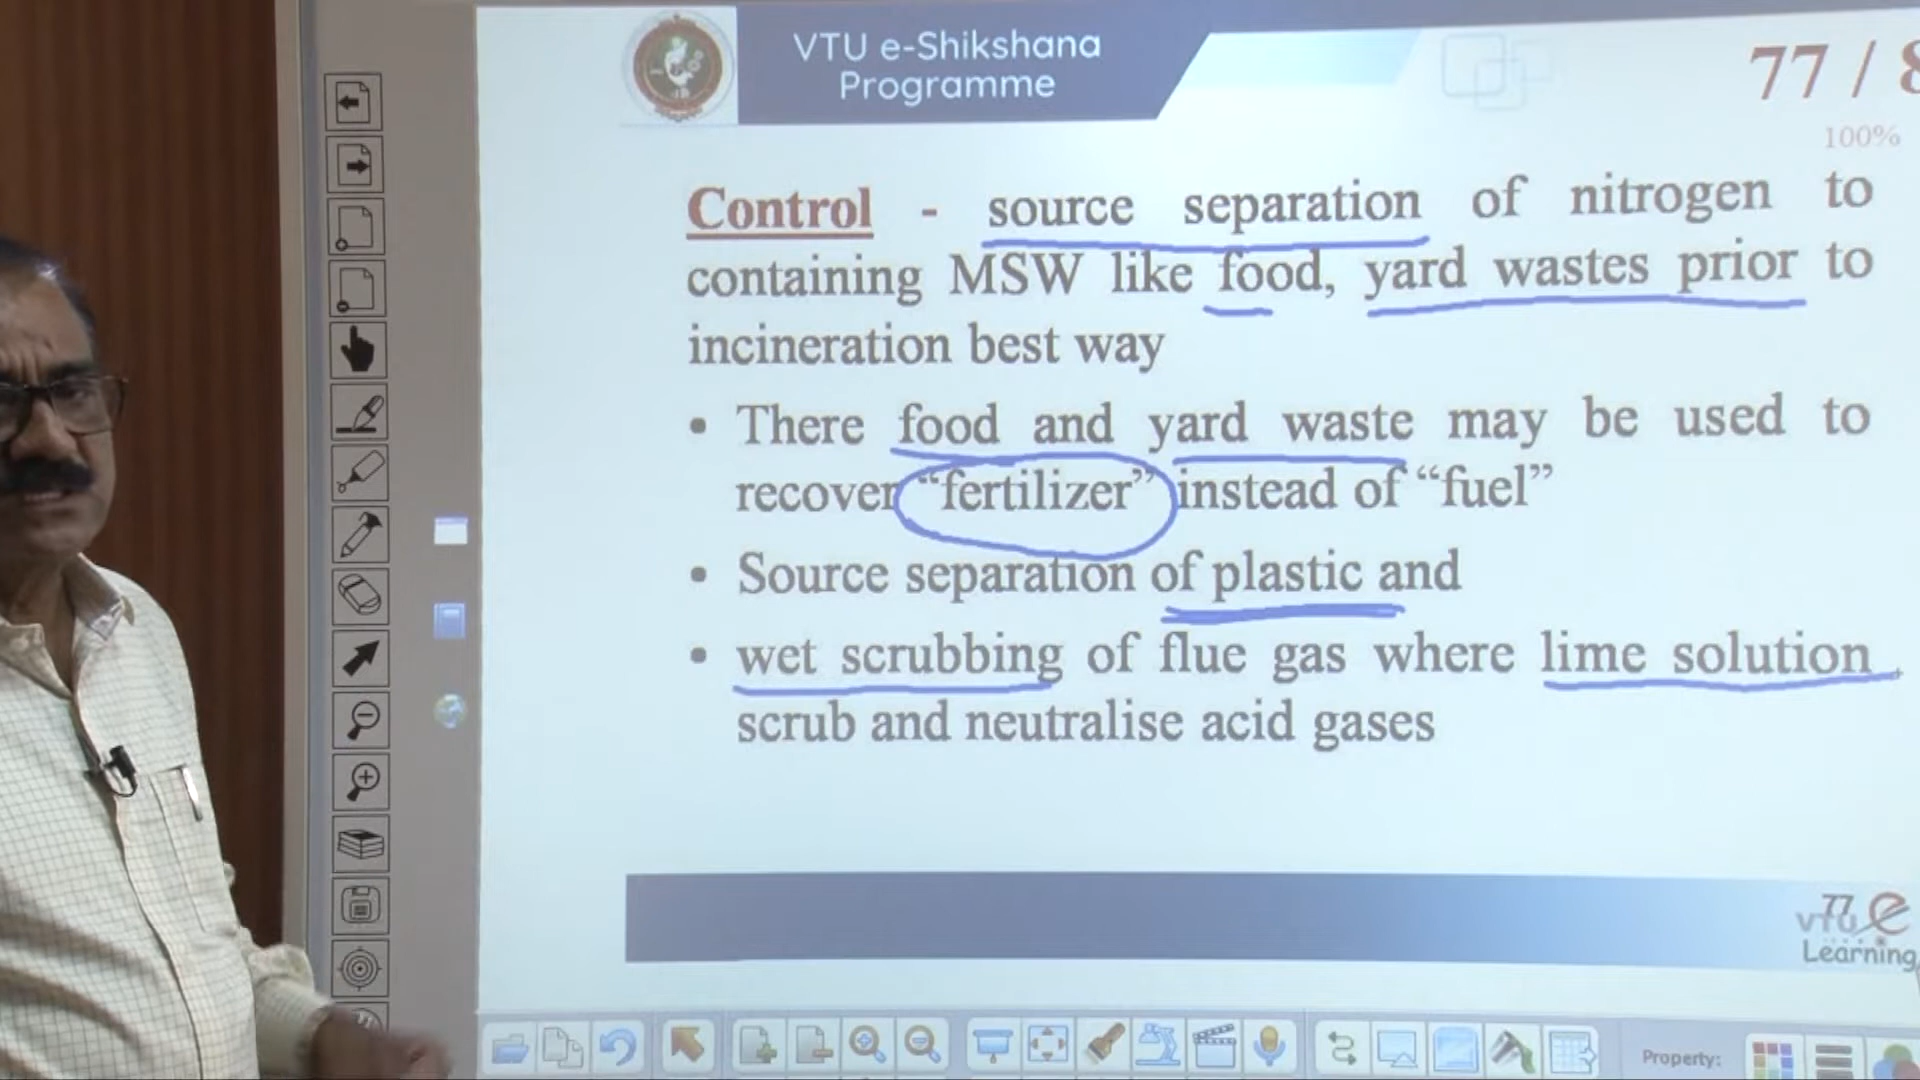 VTU e-Shikshana
Programme
77 / 8
100%
Control - source separation of nitrogen to
containing MSW like food, yard wastes prior to
incineration best way
• There food and yard waste may be used to
recover “fertilizer” instead of “fuel”
• Source separation of plastic and
• wet scrubbing of flue gas where lime solution
scrub and neutralise acid gases
77
VTU e
Learning
Property: